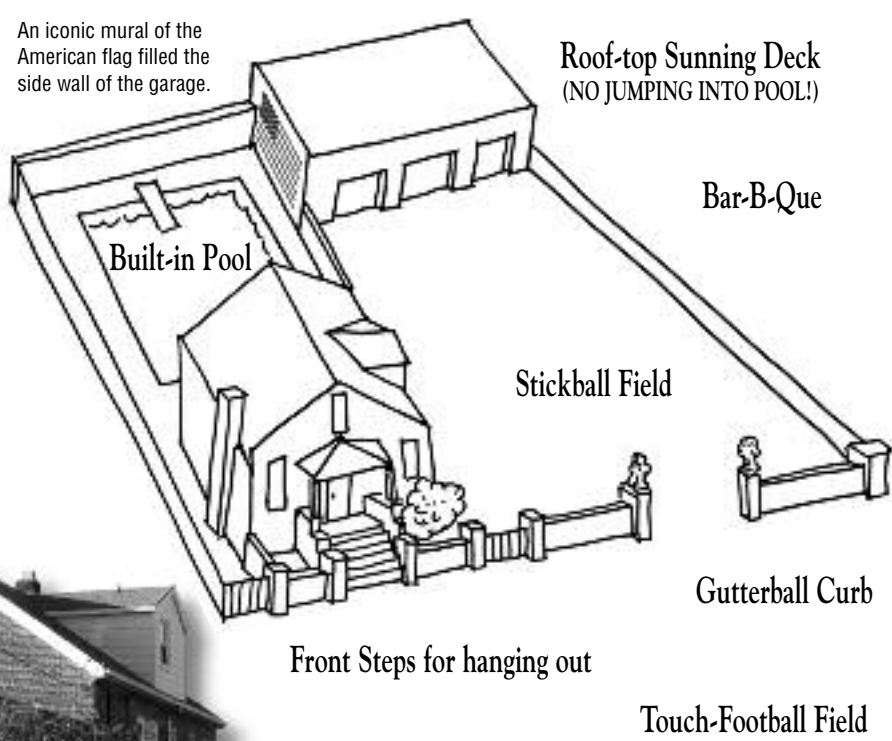 An iconic mural of the
American flag filled the
side wall of the garage.
Roof-top Sunning Deck
(NO JUMPING INTO POOL!)
Bar-B-Que
Built-in Pool
Stickball Field
Gutterball Curb
Front Steps for hanging out
Touch-Football Field